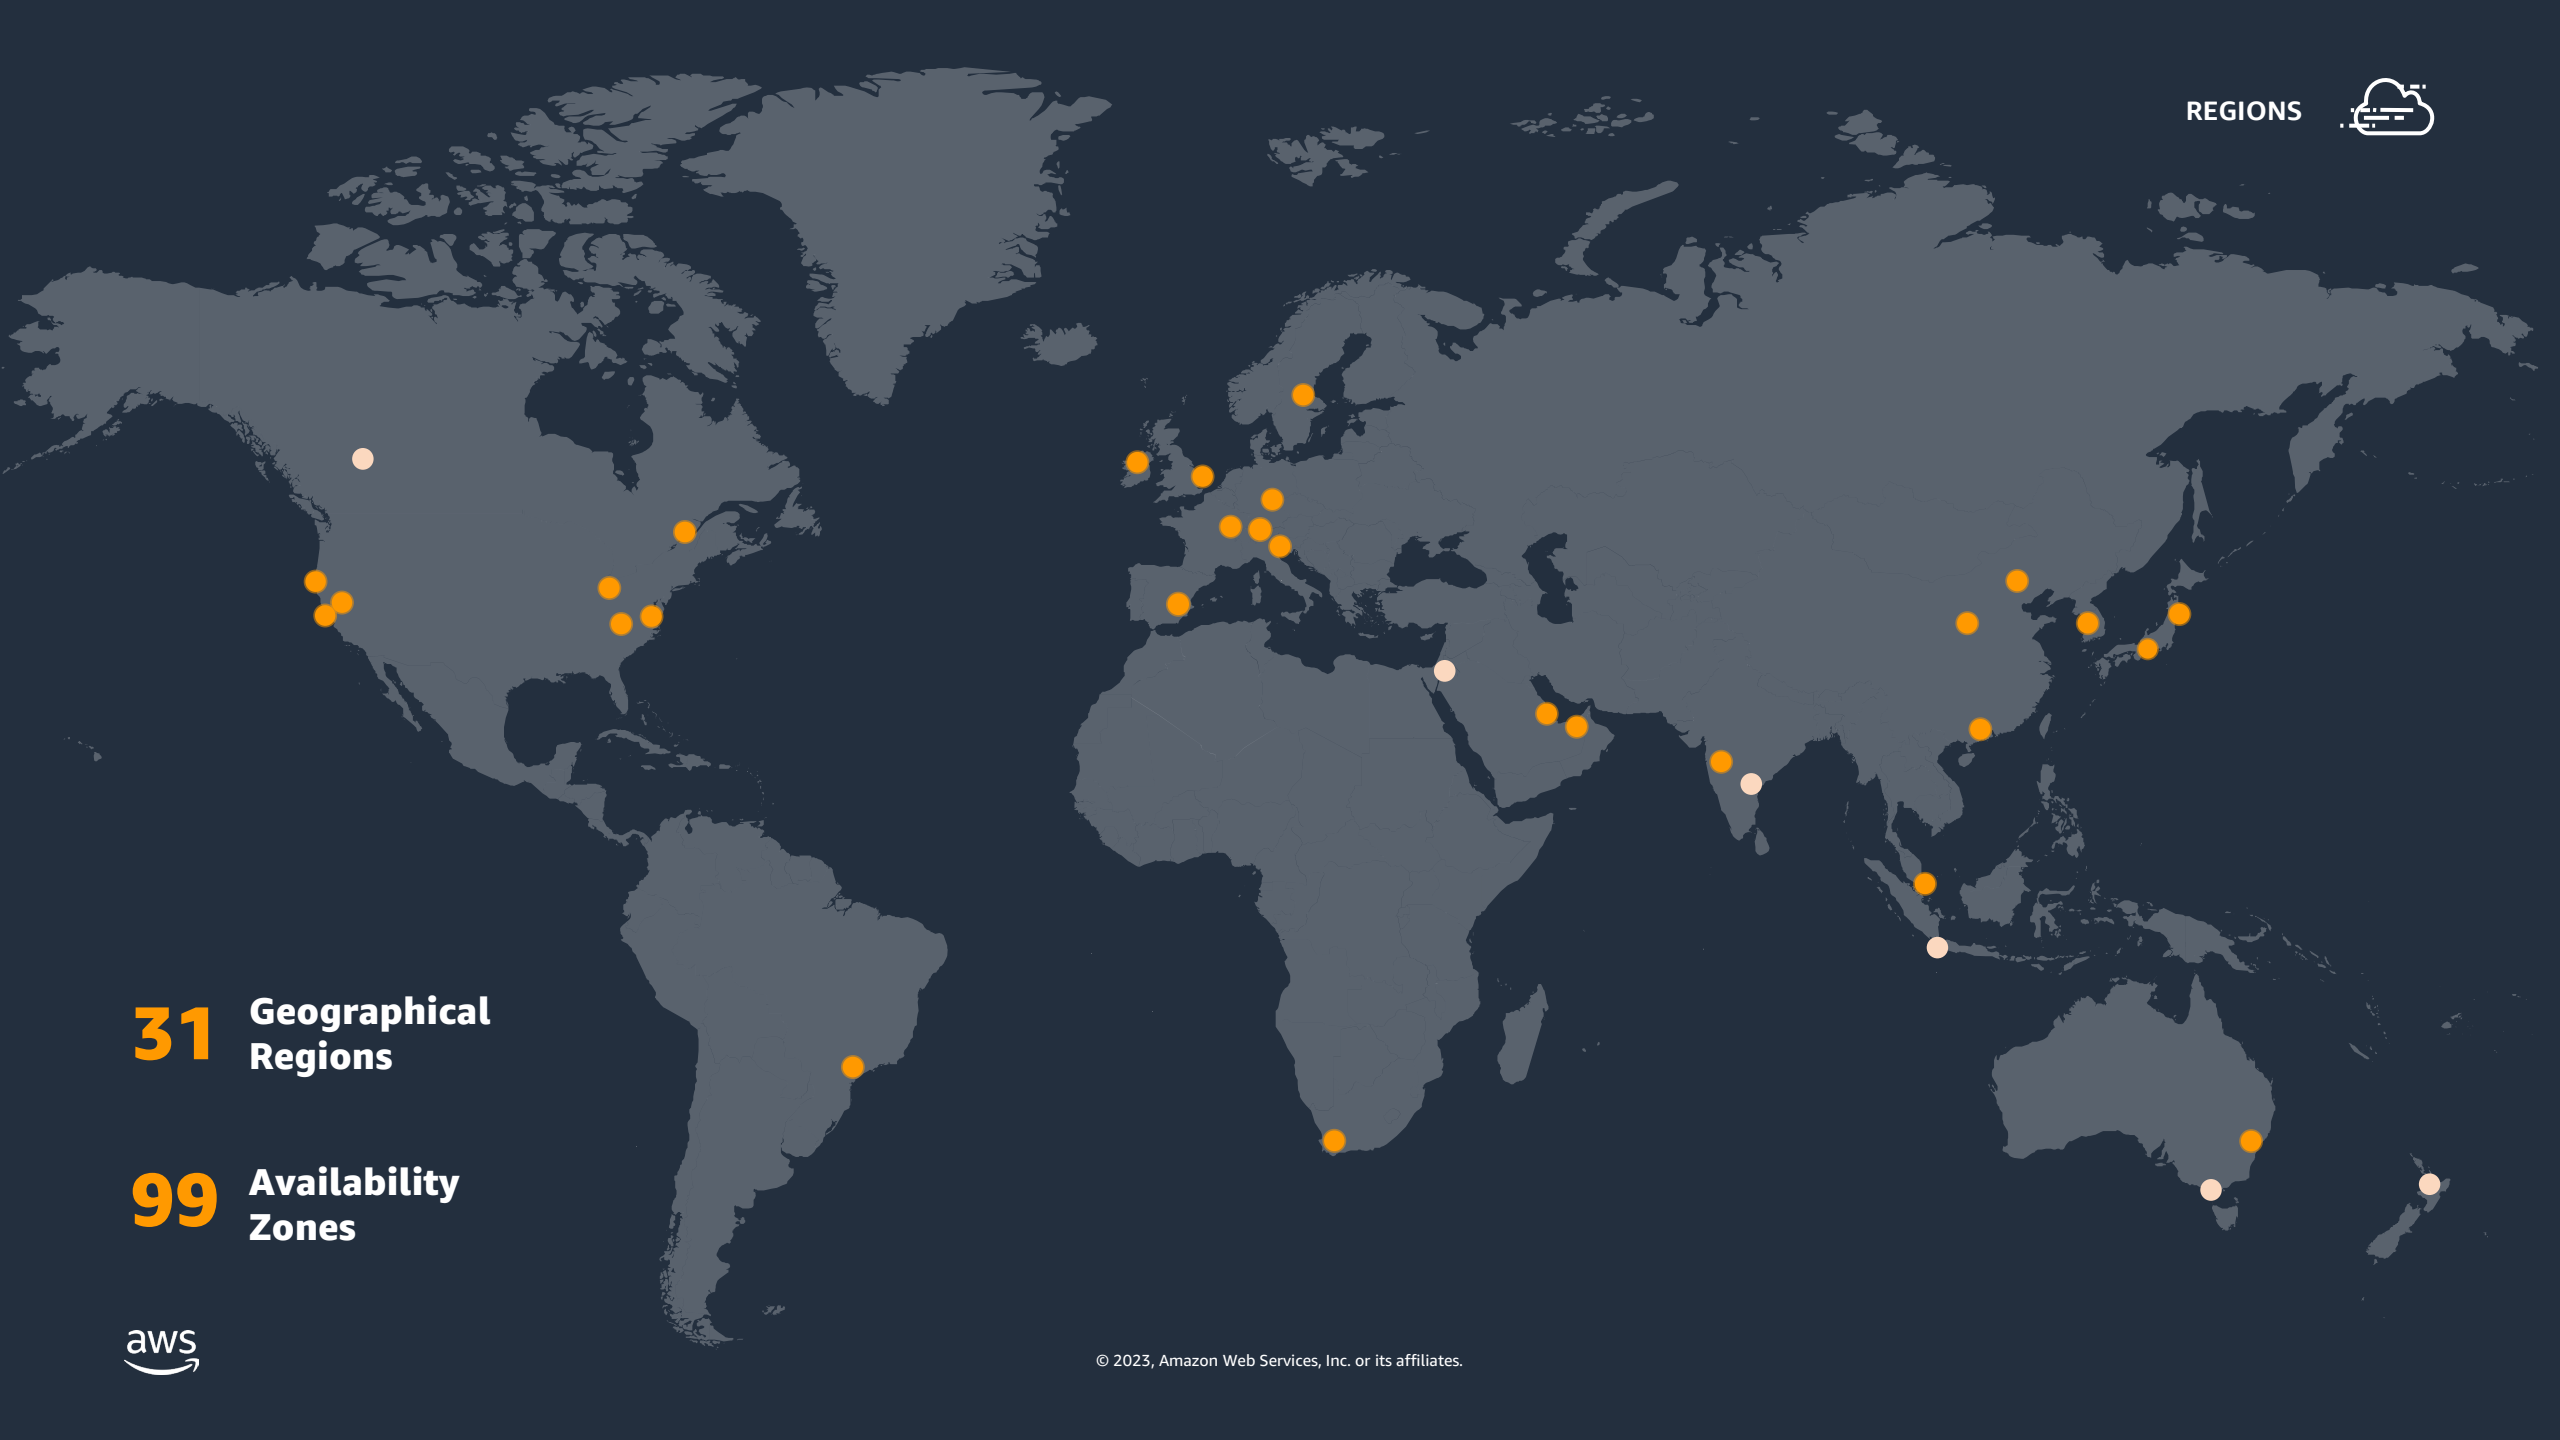 REGIONS
31
Geographical
Regions
99
Availability
Zones
aws
© 2023, Amazon Web Services, Inc. or its affiliates.